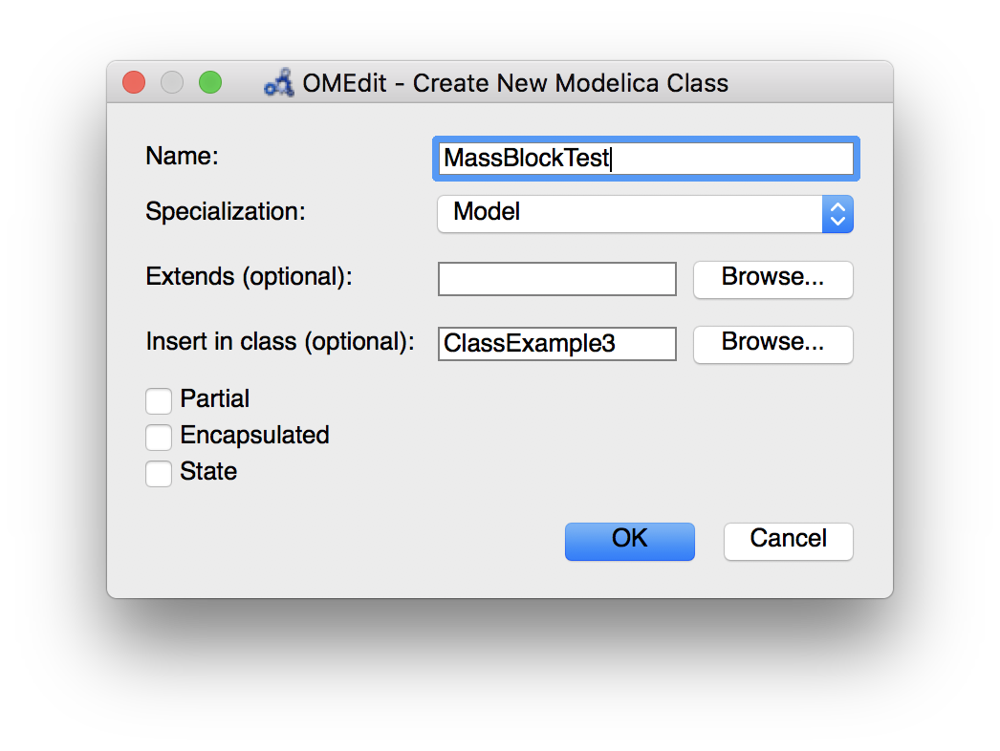 OMEdit - Create New Modelica Class
Name: MassBlockTest
Specialization: Model
Extends (optional): Browse...
Insert in class (optional): ClassExample3 Browse...
Partial
Encapsulated
State
OK Cancel